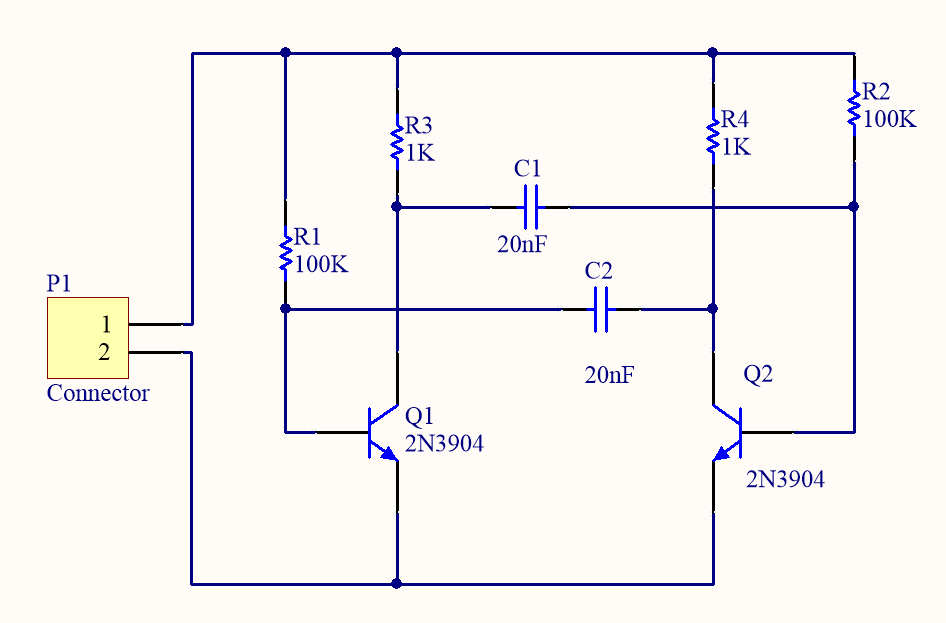 R2
100K
R3
1K
R4
1K
C1
20nF
R1
100K
C2
20nF
P1
1
2
Connector
Q1
2N3904
Q2
2N3904